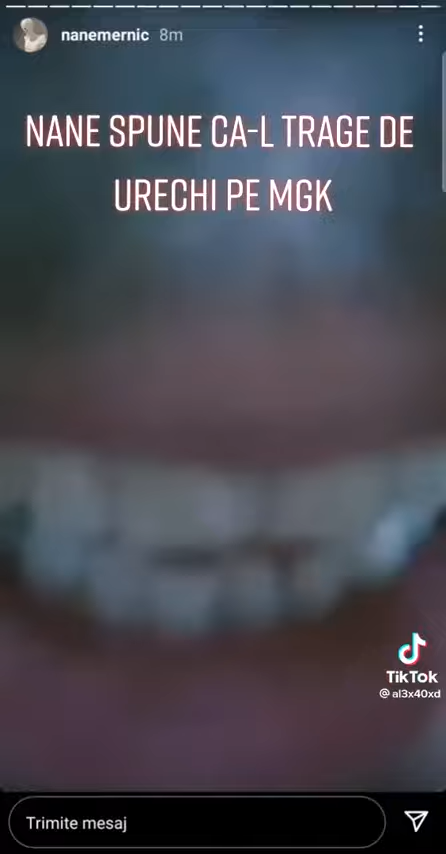 nanemernic 8m
NANE SPUNE CA-L TRAGE DE
URECHI PE MGK
TikTok
@al3x40xd
Trimite mesaj